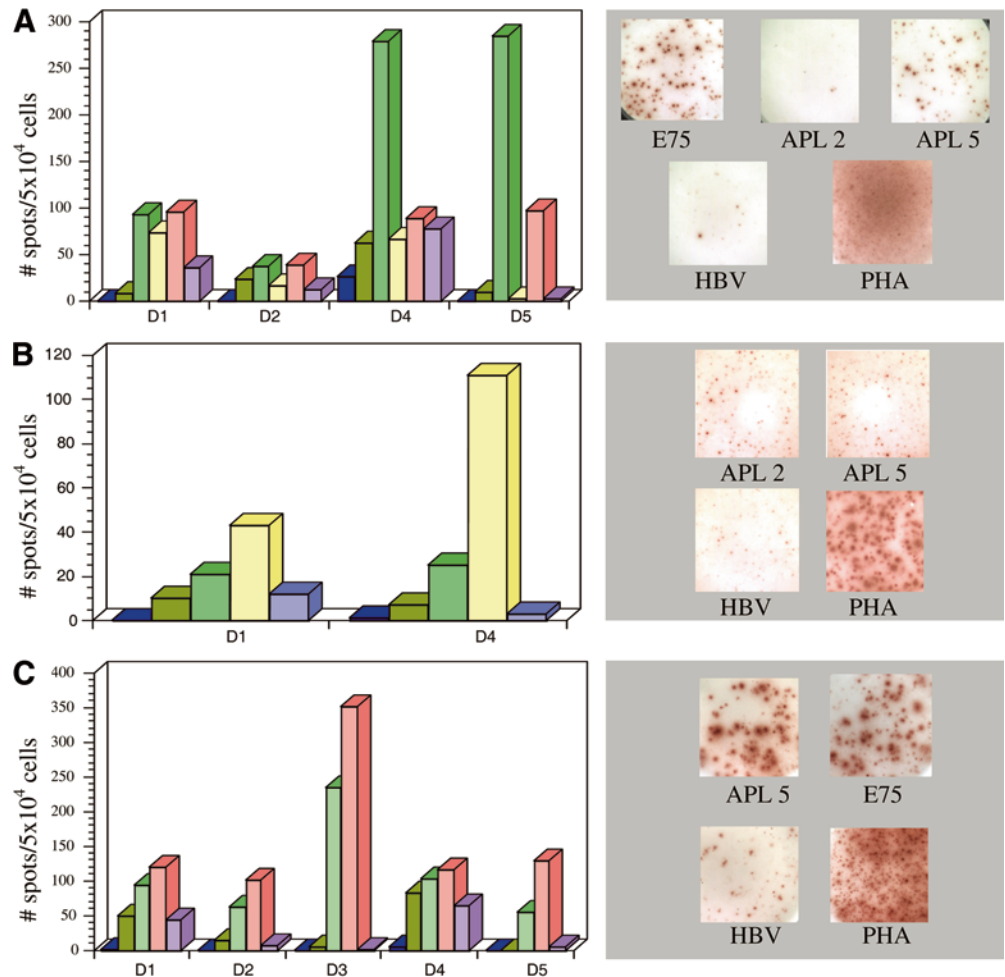 A
# spots/5x10⁴ cells
300
250
200
150
100
50
0
D1 D2 D4 D5
E75 APL 2 APL 5
HBV PHA
B
# spots/5x10⁴ cells
120
100
80
60
40
20
0
D1 D4
APL 2 APL 5
HBV PHA
C
# spots/5x10⁴ cells
400
350
300
250
200
150
100
50
0
D1 D2 D3 D4 D5
APL 5 E75
HBV PHA